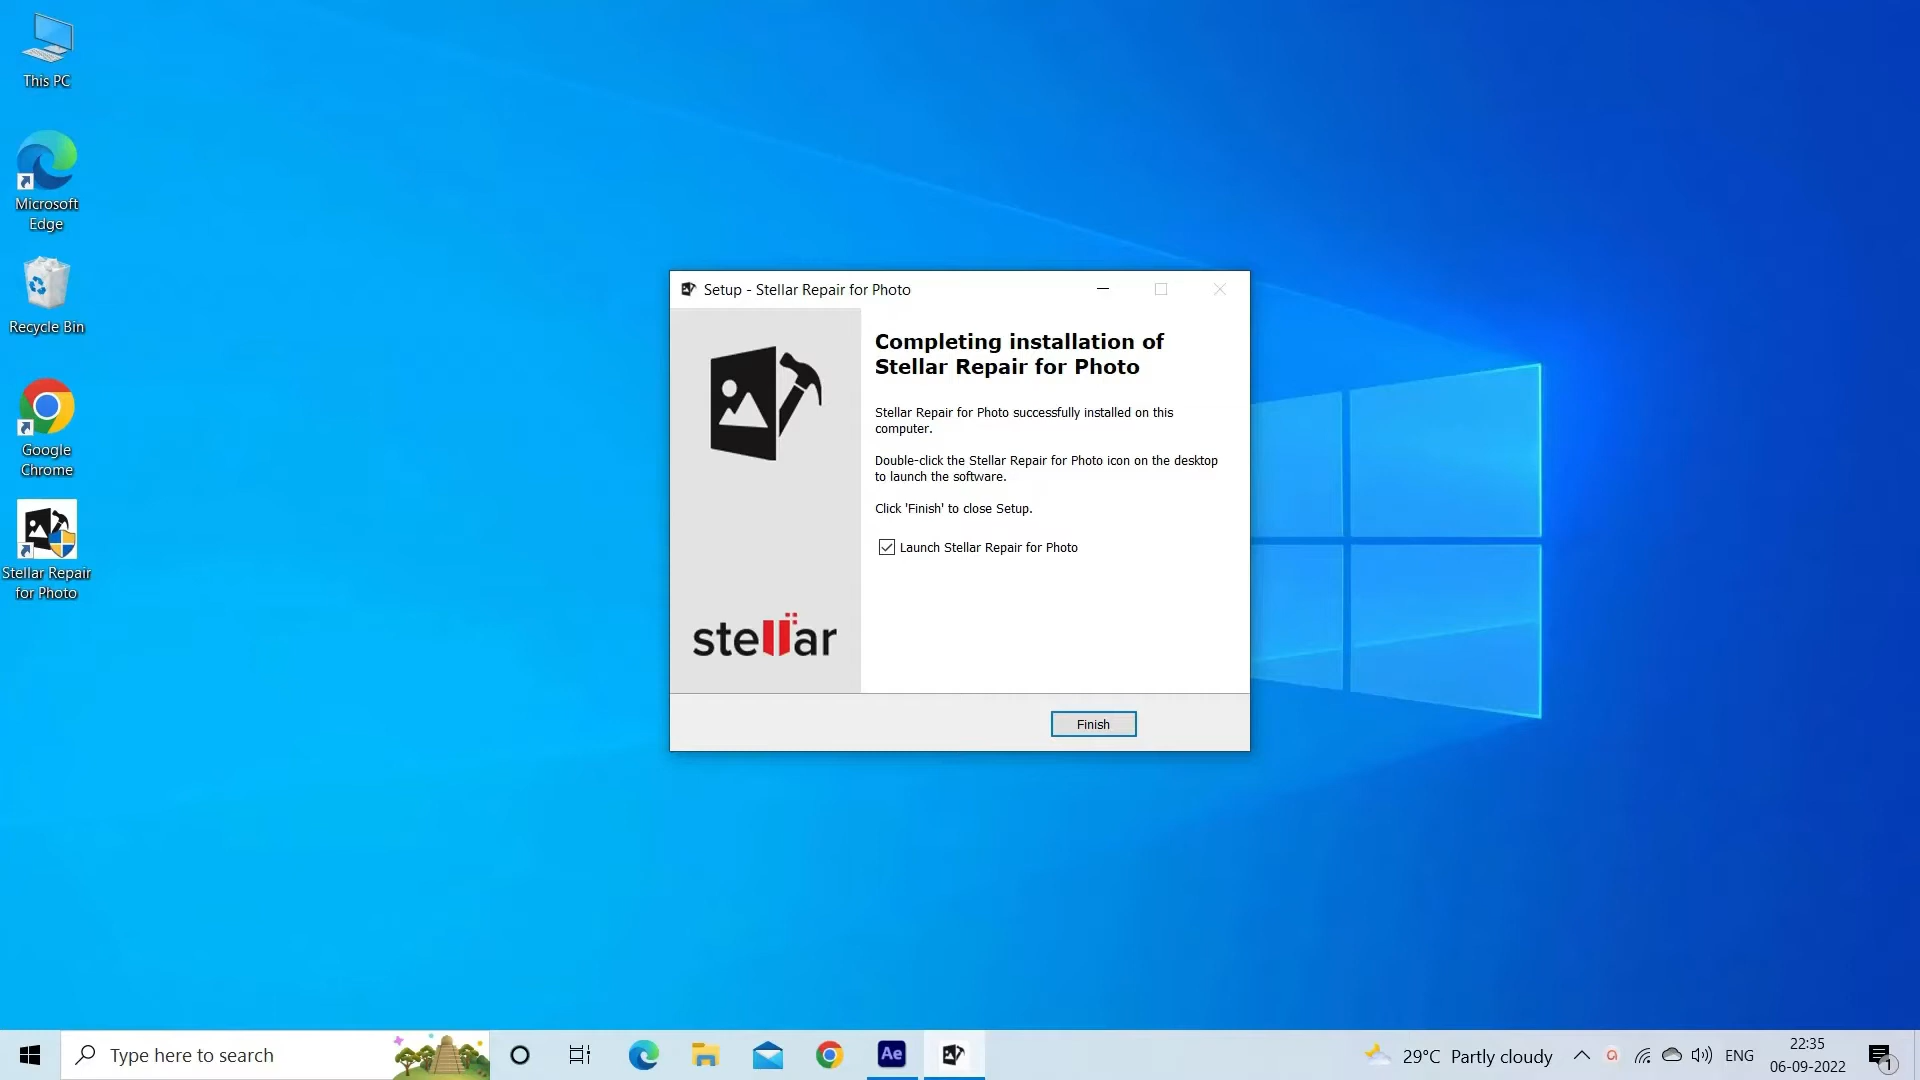 This PC
Microsoft
Edge
Recycle Bin
Google
Chrome
Stellar Repair
for Photo
Setup - Stellar Repair for Photo
Completing installation of
Stellar Repair for Photo
Stellar Repair for Photo successfully installed on this
computer.
Double-click the Stellar Repair for Photo icon on the desktop
to launch the software.
Click 'Finish' to close Setup.
Launch Stellar Repair for Photo
stellar
Finish
Type here to search
Ae
29°C Partly cloudy
ENG
22:35
06-09-2022
1